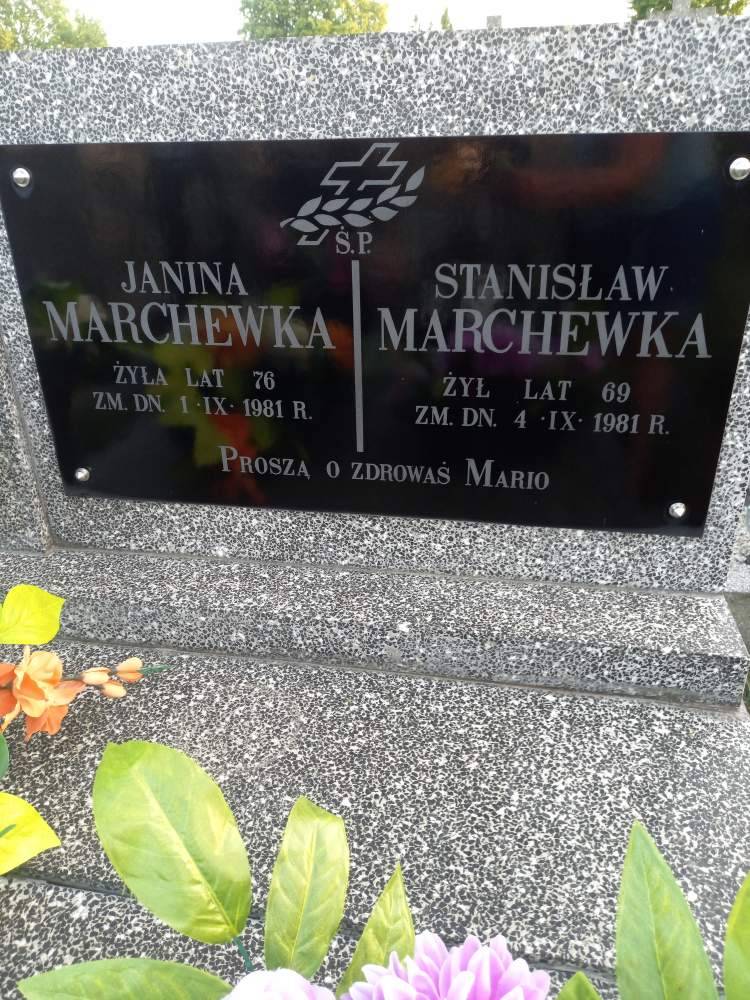 Ś.P.
JANINA
MARCHEWKA
ŻYŁA LAT 76
ZM. DN. 1 ·IX· 1981 R.
STANISŁAW
MARCHEWKA
ŻYŁ LAT 69
ZM. DN. 4 ·IX· 1981 R.
PROSZĄ O ZDROWAŚ MARIO